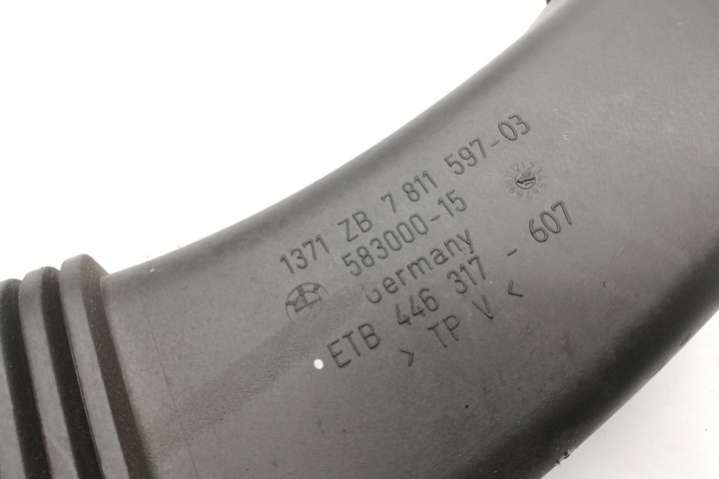 1371 ZB 7 811 597-03
583000-15
Germany
ETB 446 317 - 607
> TP V <